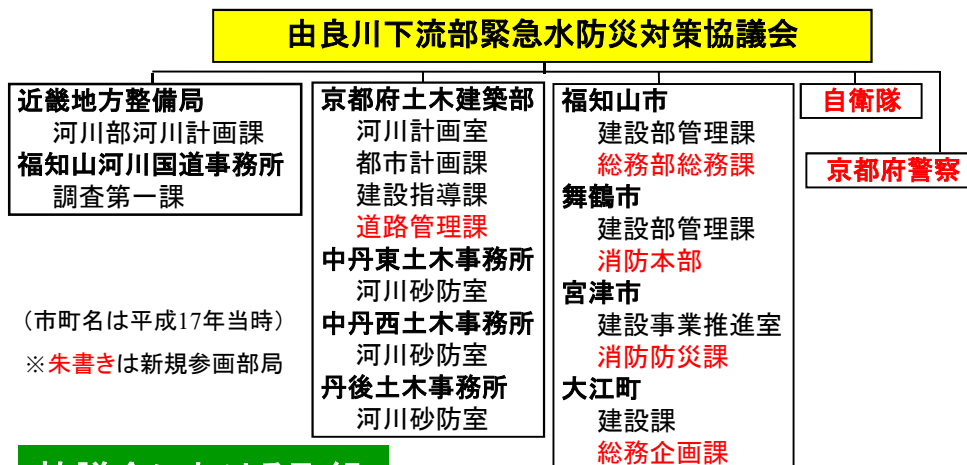 由良川下流部緊急水防災対策協議会
近畿地方整備局
河川部河川計画課
福知山河川国道事務所
調査第一課
京都府土木建築部
河川計画室
都市計画課
建設指導課
道路管理課
中丹東土木事務所
河川砂防室
中丹西土木事務所
河川砂防室
丹後土木事務所
河川砂防室
福知山市
建設部管理課
総務部総務課
舞鶴市
建設部管理課
消防本部
宮津市
建設事業推進室
消防防災課
大江町
建設課
総務企画課
自衛隊
京都府警察
（市町名は平成17年当時）
※朱書きは新規参画部局